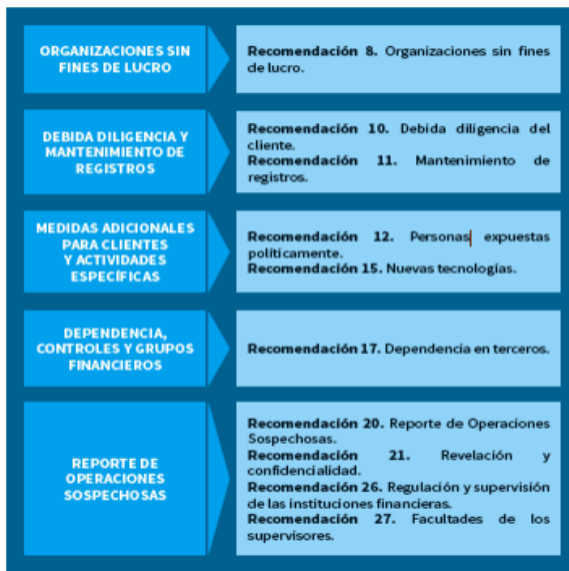 ORGANIZACIONES SIN
FINES DE LUCRO
Recomendación 8. Organizaciones sin fines
de lucro.
DEBIDA DILIGENCIA Y
MANTENIMIENTO DE
REGISTROS
Recomendación 10. Debida diligencia del
cliente.
Recomendación 11. Mantenimiento de
registros.
MEDIDAS ADICIONALES
PARA CLIENTES
Y ACTIVIDADES
ESPECÍFICAS
Recomendación 12. Personas expuestas
políticamente.
Recomendación 15. Nuevas tecnologías.
DEPENDENCIA,
CONTROLES Y GRUPOS
FINANCIEROS
Recomendación 17. Dependencia en terceros.
REPORTE DE
OPERACIONES
SOSPECHOSAS
Recomendación 20. Reporte de Operaciones
Sospechosas.
Recomendación 21. Revelación y
confidencialidad.
Recomendación 26. Regulación y supervisión
de las instituciones financieras.
Recomendación 27. Facultades de los
supervisores.